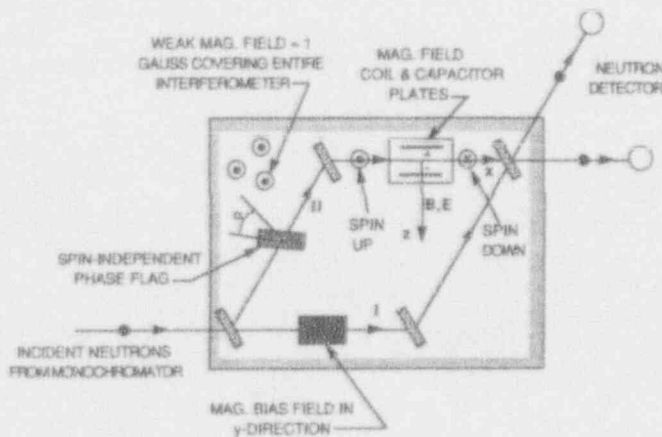 WEAK MAG. FIELD ~ 1
GAUSS COVERING ENTIRE
INTERFEROMETER
MAG. FIELD
COIL & CAPACITOR
PLATES
NEUTRON
DETECTOR
II
X
B, E
Z
SPIN
UP
SPIN
DOWN
SPIN-INDEPENDENT
PHASE FLAG
I
INCIDENT NEUTRONS
FROM MONOCHROMATOR
MAG. BIAS FIELD IN
y-DIRECTION